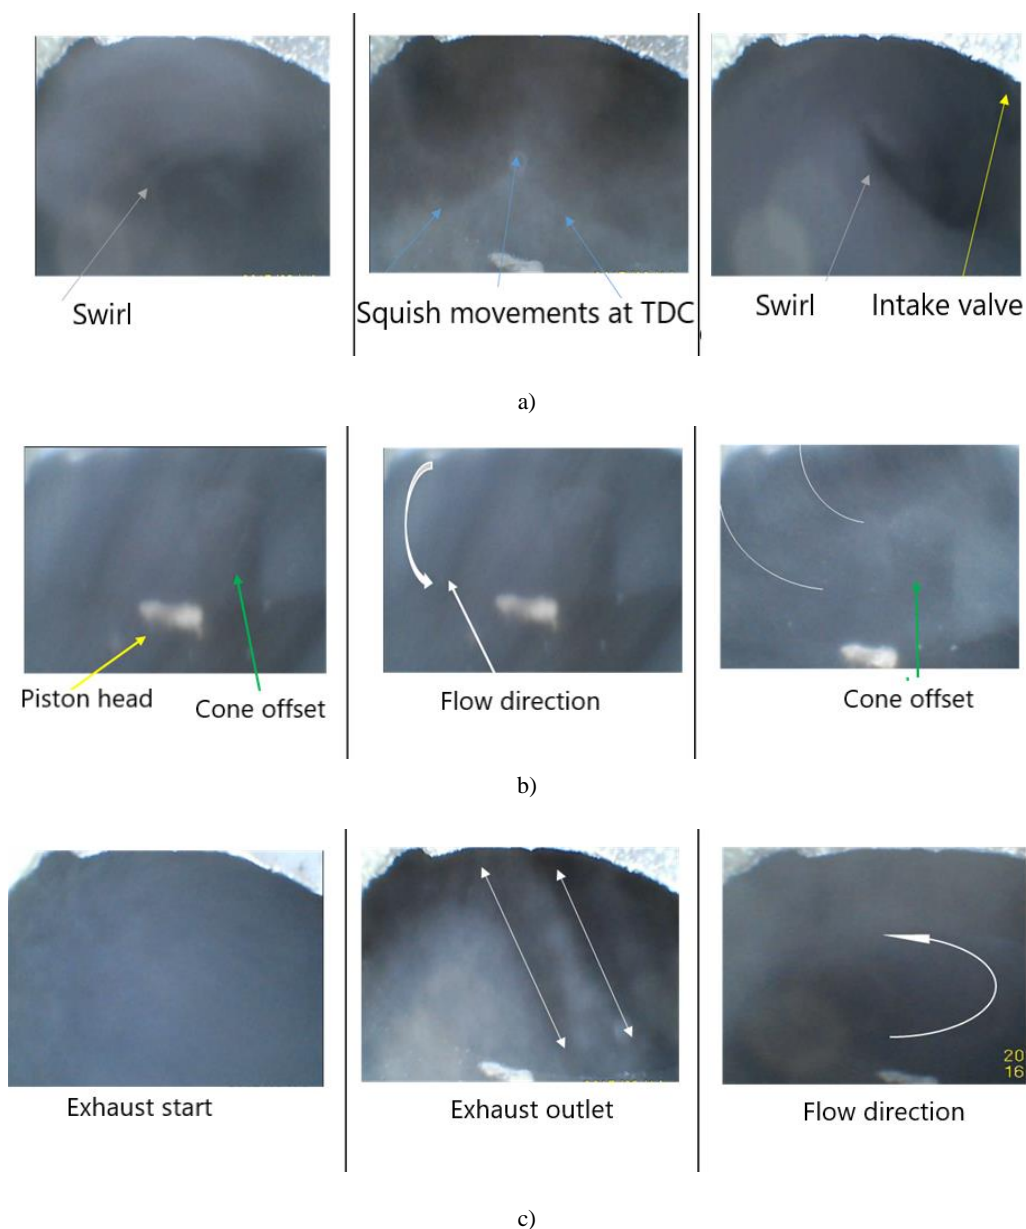 Swirl
Squish movements at TDC
Swirl
Intake valve
a)
Piston head
Cone offset
Flow direction
Cone offset
b)
20
16
Exhaust start
Exhaust outlet
Flow direction
c)